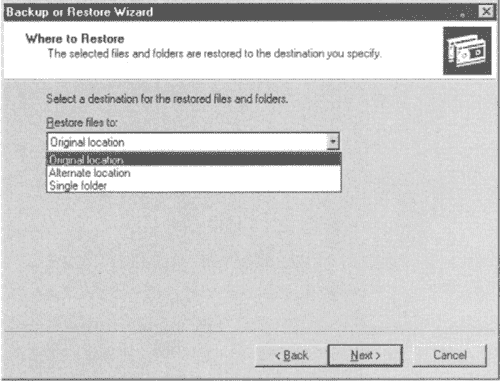 Backup or Restore Wizard
Where to Restore
The selected files and folders are restored to the destination you specify.
Select a destination for the restored files and folders.
Restore files to:
Original location
Original location
Alternate location
Single folder
< Back
Next >
Cancel